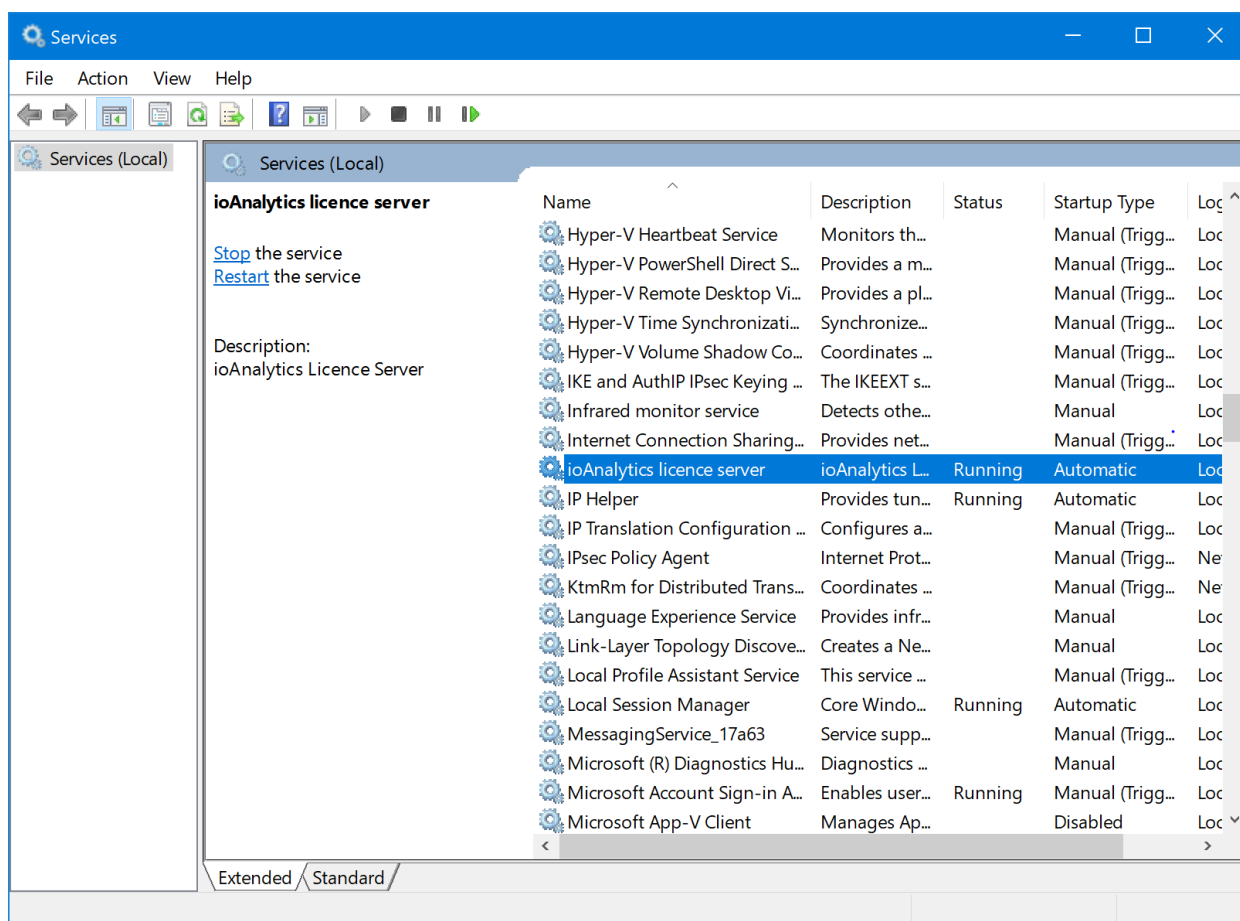 Services
File Action View Help
Services (Local)
Services (Local)
ioAnalytics licence server
Stop the service
Restart the service
Description:
ioAnalytics Licence Server
Name Description Status Startup Type Log
Hyper-V Heartbeat Service Monitors th... Manual (Trigg... Loc
Hyper-V PowerShell Direct S... Provides a m... Manual (Trigg... Loc
Hyper-V Remote Desktop Vi... Provides a pl... Manual (Trigg... Loc
Hyper-V Time Synchronizati... Synchronize... Manual (Trigg... Loc
Hyper-V Volume Shadow Co... Coordinates ... Manual (Trigg... Loc
IKE and AuthIP IPsec Keying ... The IKEEXT s... Manual (Trigg... Loc
Infrared monitor service Detects othe... Manual Loc
Internet Connection Sharing... Provides net... Manual (Trigg... Loc
ioAnalytics licence server ioAnalytics L... Running Automatic Loc
IP Helper Provides tun... Running Automatic Loc
IP Translation Configuration ... Configures a... Manual (Trigg... Loc
IPsec Policy Agent Internet Prot... Manual (Trigg... Ne
KtmRm for Distributed Trans... Coordinates ... Manual (Trigg... Ne
Language Experience Service Provides infr... Manual Loc
Link-Layer Topology Discove... Creates a Ne... Manual Loc
Local Profile Assistant Service This service ... Manual (Trigg... Loc
Local Session Manager Core Windo... Running Automatic Loc
MessagingService_17a63 Service supp... Manual (Trigg... Loc
Microsoft (R) Diagnostics Hu... Diagnostics ... Manual Loc
Microsoft Account Sign-in A... Enables user... Running Manual (Trigg... Loc
Microsoft App-V Client Manages Ap... Disabled Loc
Extended Standard